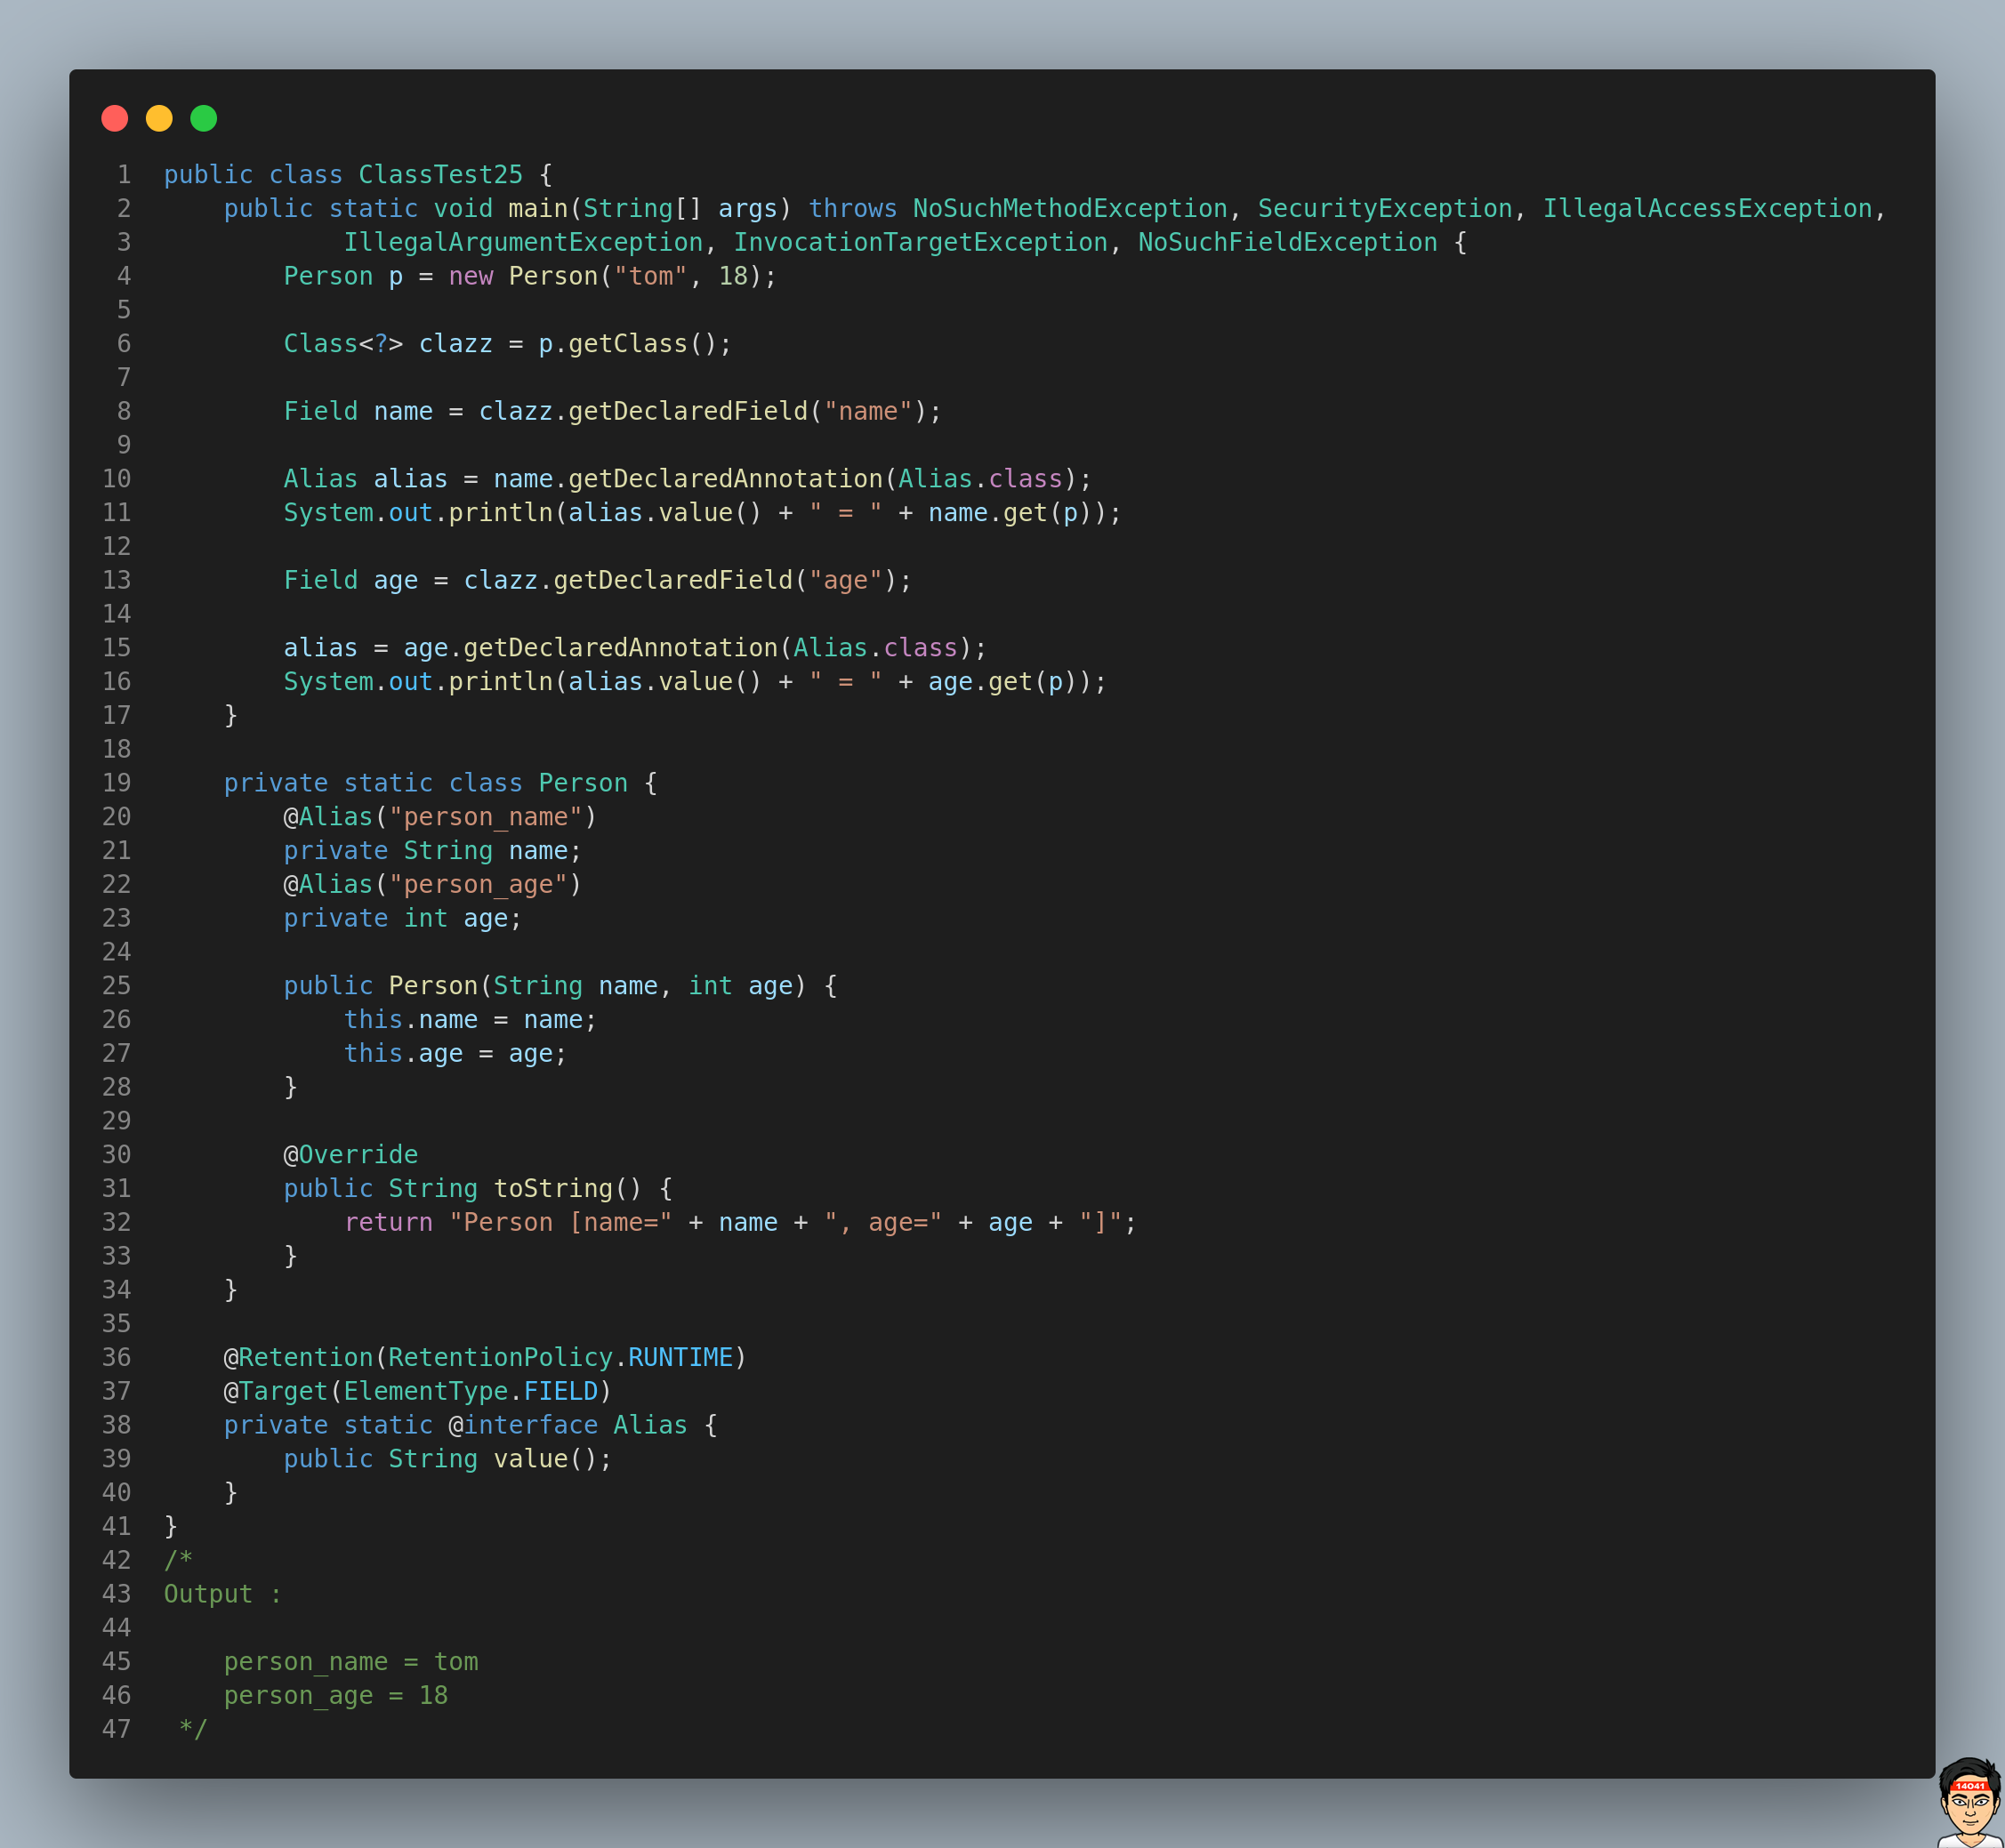 1 public class ClassTest25 {
2     public static void main(String[] args) throws NoSuchMethodException, SecurityException, IllegalAccessException,
3             IllegalArgumentException, InvocationTargetException, NoSuchFieldException {
4         Person p = new Person("tom", 18);
5
6         Class<?> clazz = p.getClass();
7
8         Field name = clazz.getDeclaredField("name");
9
10         Alias alias = name.getDeclaredAnnotation(Alias.class);
11         System.out.println(alias.value() + " = " + name.get(p));
12
13         Field age = clazz.getDeclaredField("age");
14
15         alias = age.getDeclaredAnnotation(Alias.class);
16         System.out.println(alias.value() + " = " + age.get(p));
17     }
18
19     private static class Person {
20         @Alias("person_name")
21         private String name;
22         @Alias("person_age")
23         private int age;
24
25         public Person(String name, int age) {
26             this.name = name;
27             this.age = age;
28         }
29
30         @Override
31         public String toString() {
32             return "Person [name=" + name + ", age=" + age + "]";
33         }
34     }
35
36     @Retention(RetentionPolicy.RUNTIME)
37     @Target(ElementType.FIELD)
38     private static @interface Alias {
39         public String value();
40     }
41 }
42 /*
43 Output :
44
45     person_name = tom
46     person_age = 18
47  */
14041